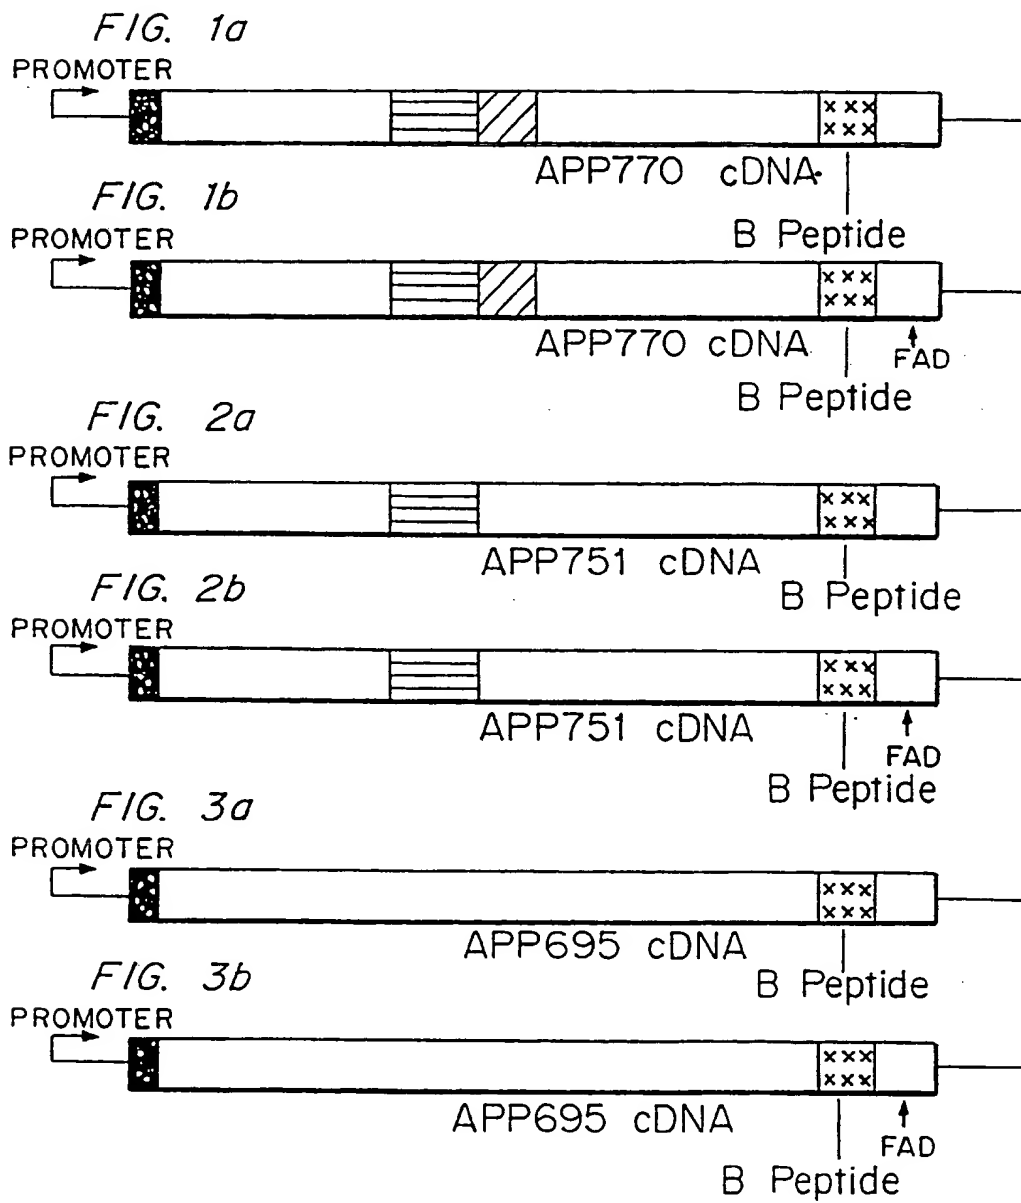 FIG. 1a
PROMOTER
APP770 cDNA
B Peptide
FIG. 1b
PROMOTER
APP770 cDNA
FAD
B Peptide
FIG. 2a
PROMOTER
APP751 cDNA
B Peptide
FIG. 2b
PROMOTER
APP751 cDNA
FAD
B Peptide
FIG. 3a
PROMOTER
APP695 cDNA
B Peptide
FIG. 3b
PROMOTER
APP695 cDNA
FAD
B Peptide